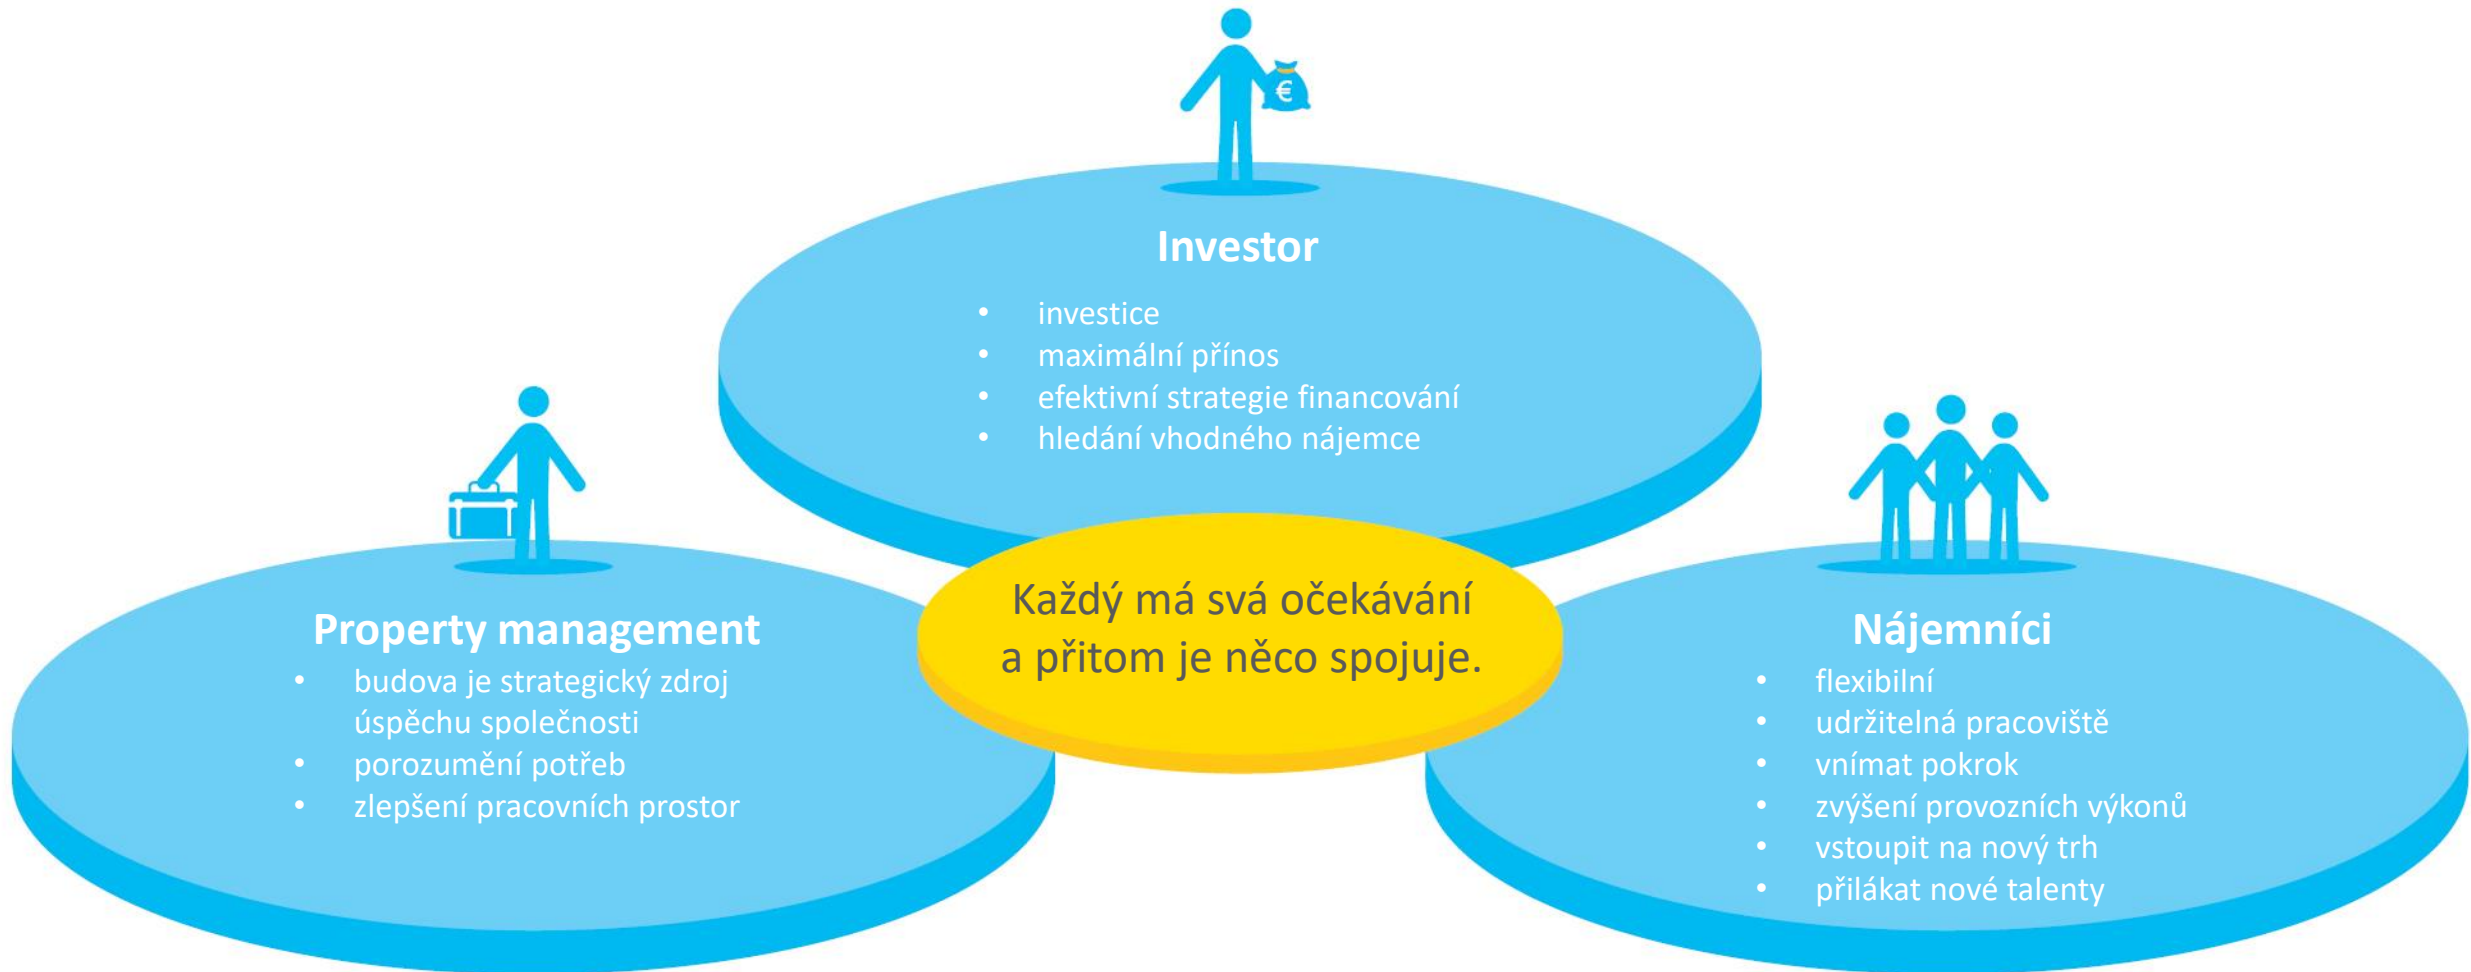 €
Investor
• investice
• maximální přínos
• efektivní strategie financování
• hledání vhodného nájemce
Každý má svá očekávání
a přitom je něco spojuje.
Property management
• budova je strategický zdroj
úspěchu společnosti
• porozumění potřeb
• zlepšení pracovních prostor
Nájemníci
• flexibilní
• udržitelná pracoviště
• vnímat pokrok
• zvýšení provozních výkonů
• vstoupit na nový trh
• přilákat nové talenty